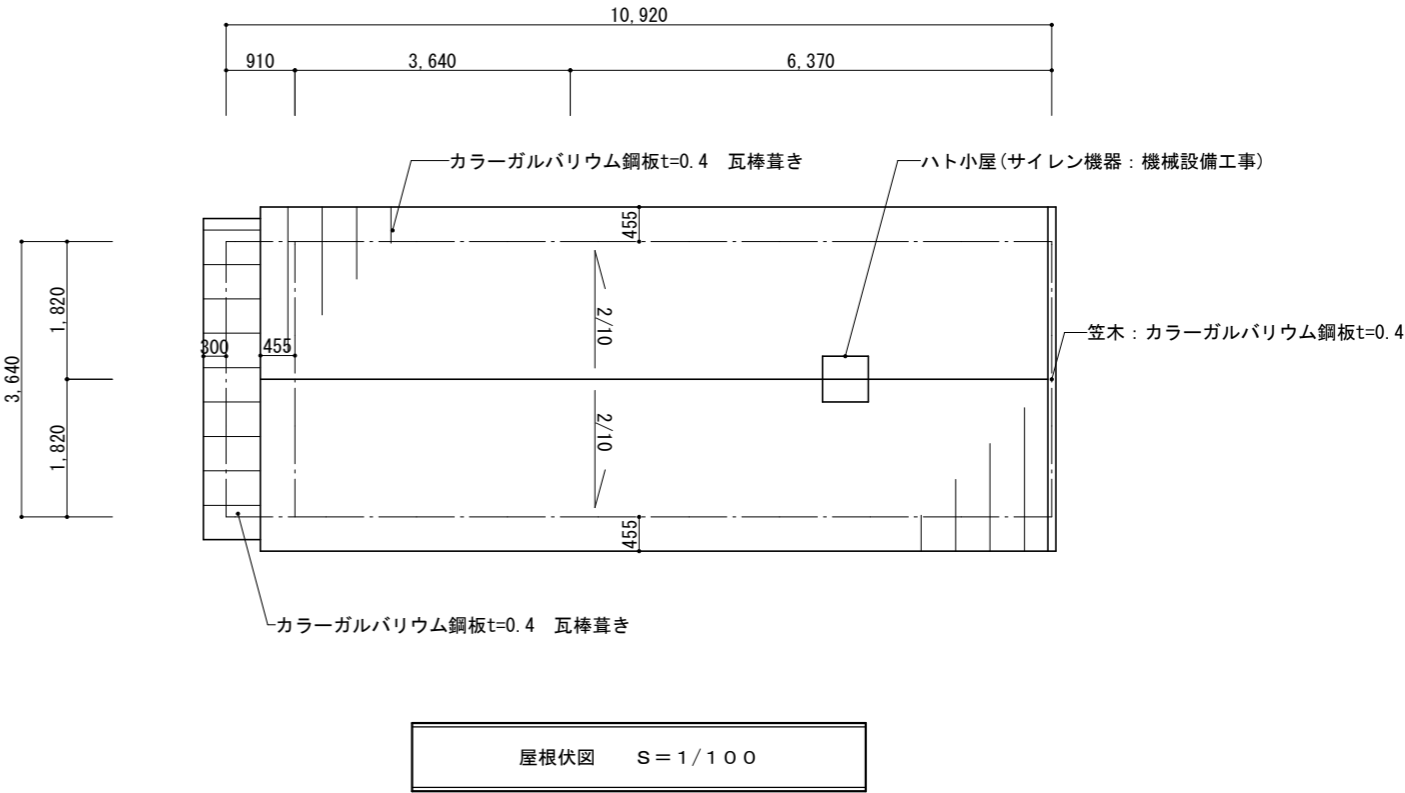 10,920
910
3,640
6,370
カラーガルバリウム鋼板t=0.4　瓦棒葺き
ハト小屋(サイレン機器：機械設備工事)
455
1,820
2/10
300
455
笠木：カラーガルバリウム鋼板t=0.4
3,640
1,820
2/10
455
カラーガルバリウム鋼板t=0.4　瓦棒葺き
屋根伏図　　Ｓ＝１/１００